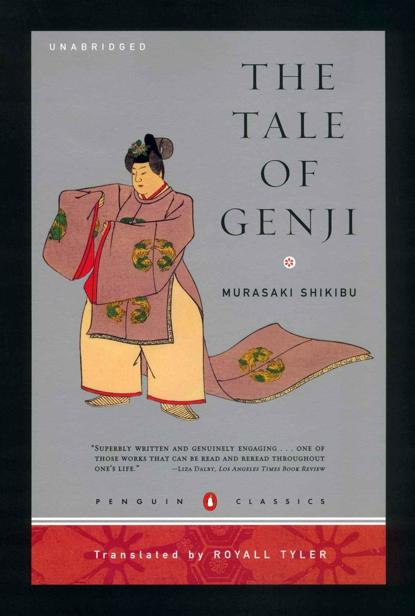 UNABRIDGED
THE
TALE
OF
GENJI
MURASAKI SHIKIBU
"SUPERBLY WRITTEN AND GENUINELY ENGAGING . . . ONE OF
THOSE WORKS THAT CAN BE READ AND REREAD THROUGHOUT
ONE'S LIFE." —LIZA DALBY, LOS ANGELES TIMES BOOK REVIEW
PENGUIN CLASSICS
Translated by ROYALL TYLER